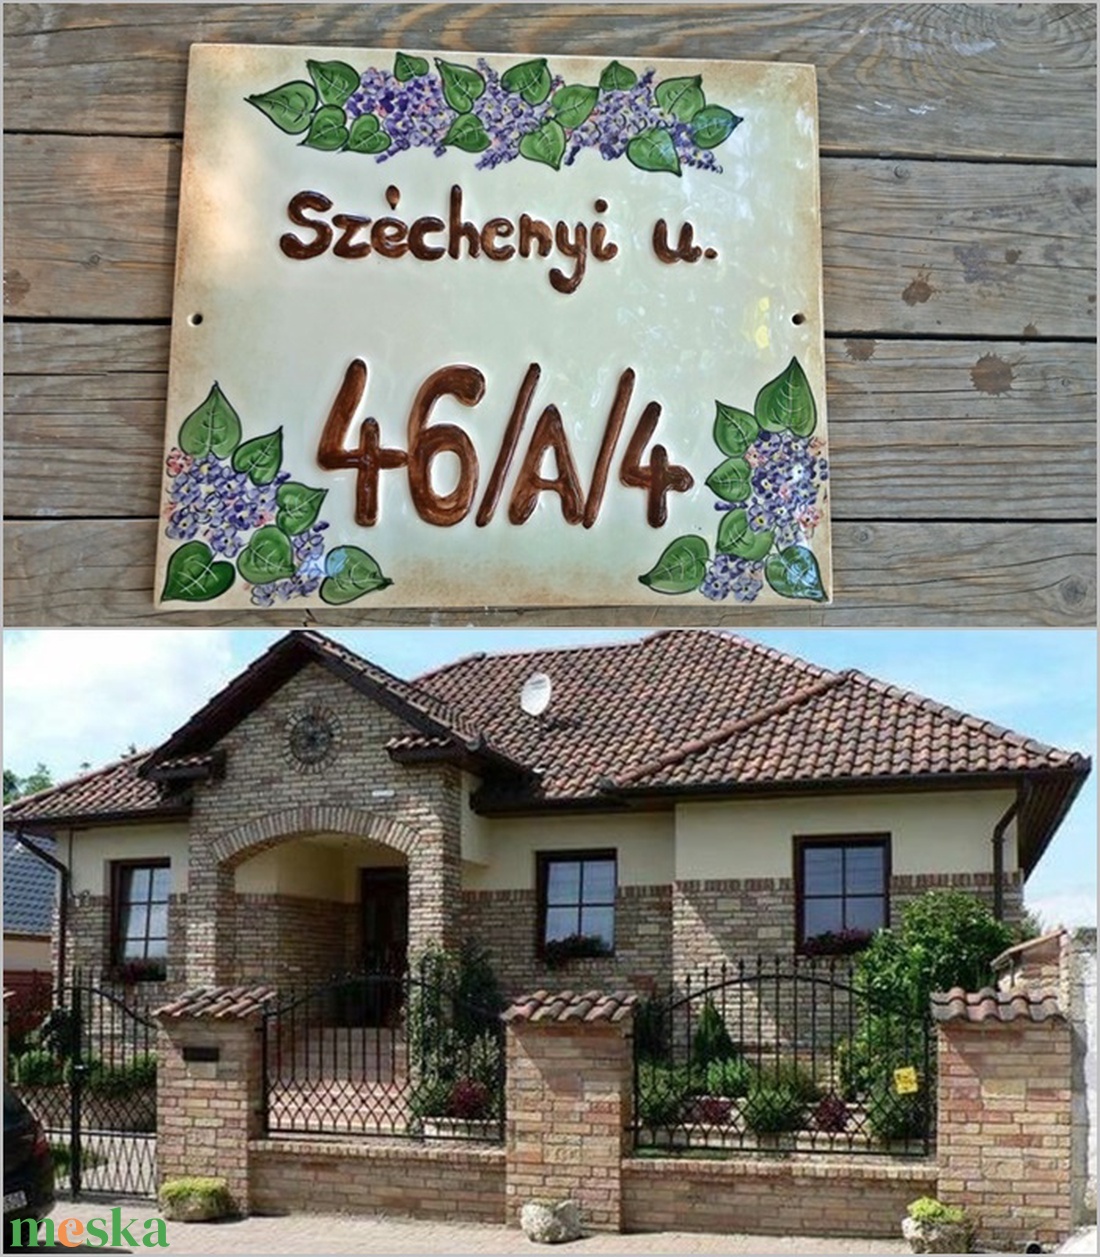 Széchenyi u.
46/A/4
meska